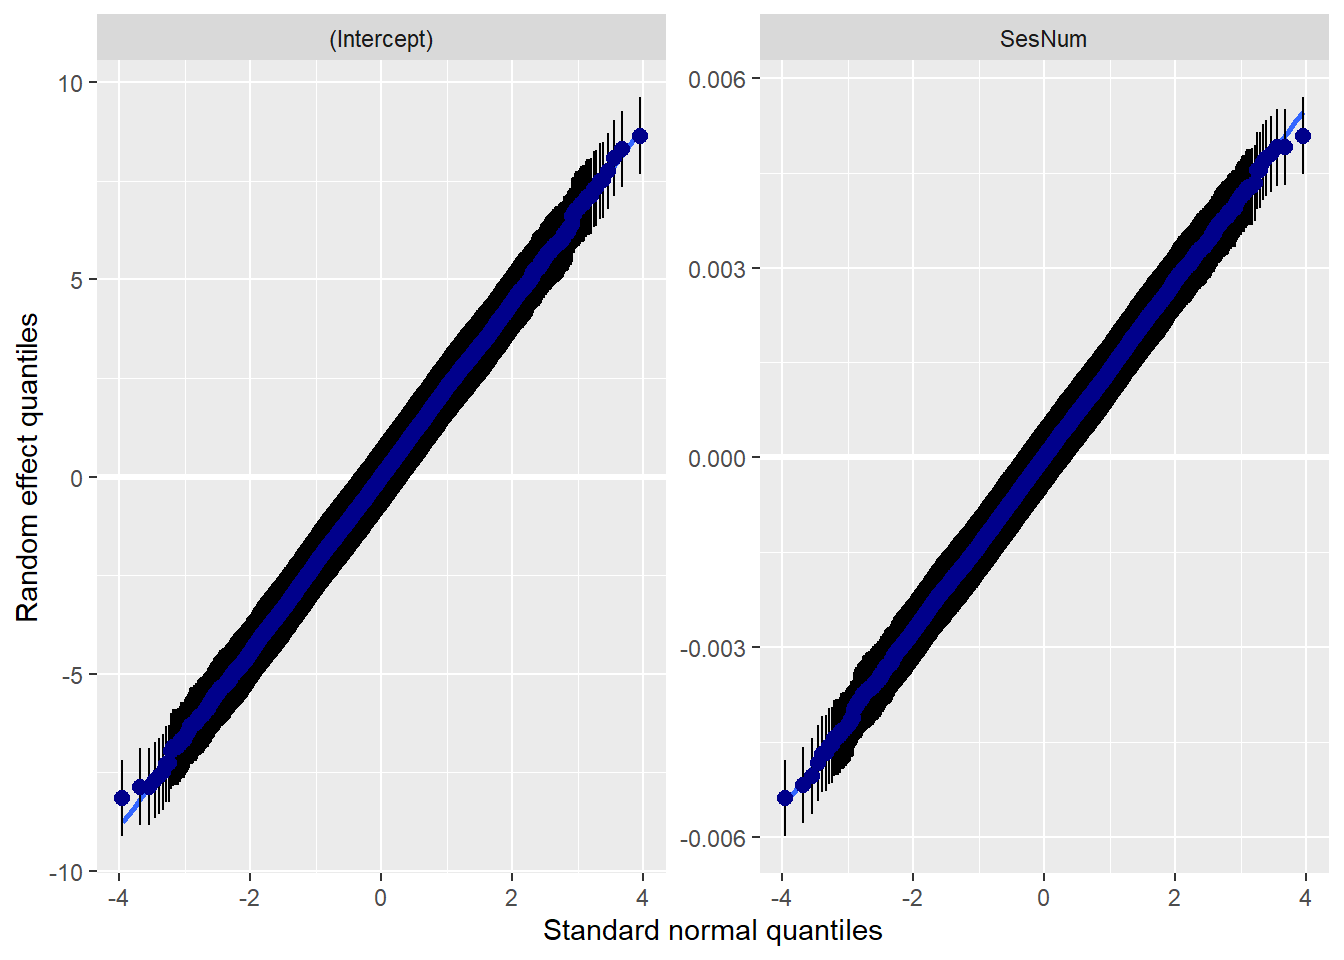 (Intercept)
SesNum
Random effect quantiles
10
5
0
-5
-10
0.006
0.003
0.000
-0.003
-0.006
-4 -2 0 2 4
-4 -2 0 2 4
Standard normal quantiles